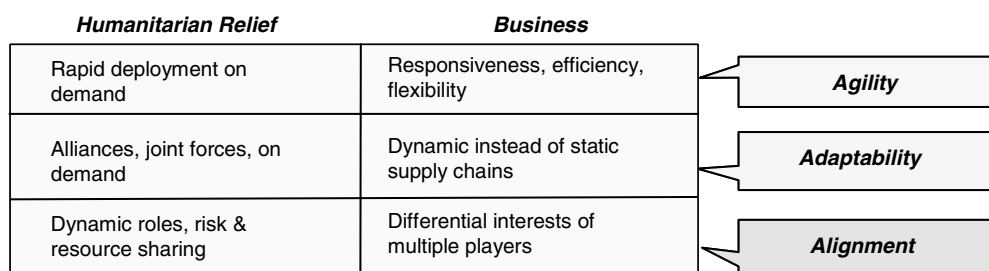 Humanitarian Relief
Business
Rapid deployment on
demand
Responsiveness, efficiency,
flexibility
Agility
Alliances, joint forces, on
demand
Dynamic instead of static
supply chains
Adaptability
Dynamic roles, risk &
resource sharing
Differential interests of
multiple players
Alignment